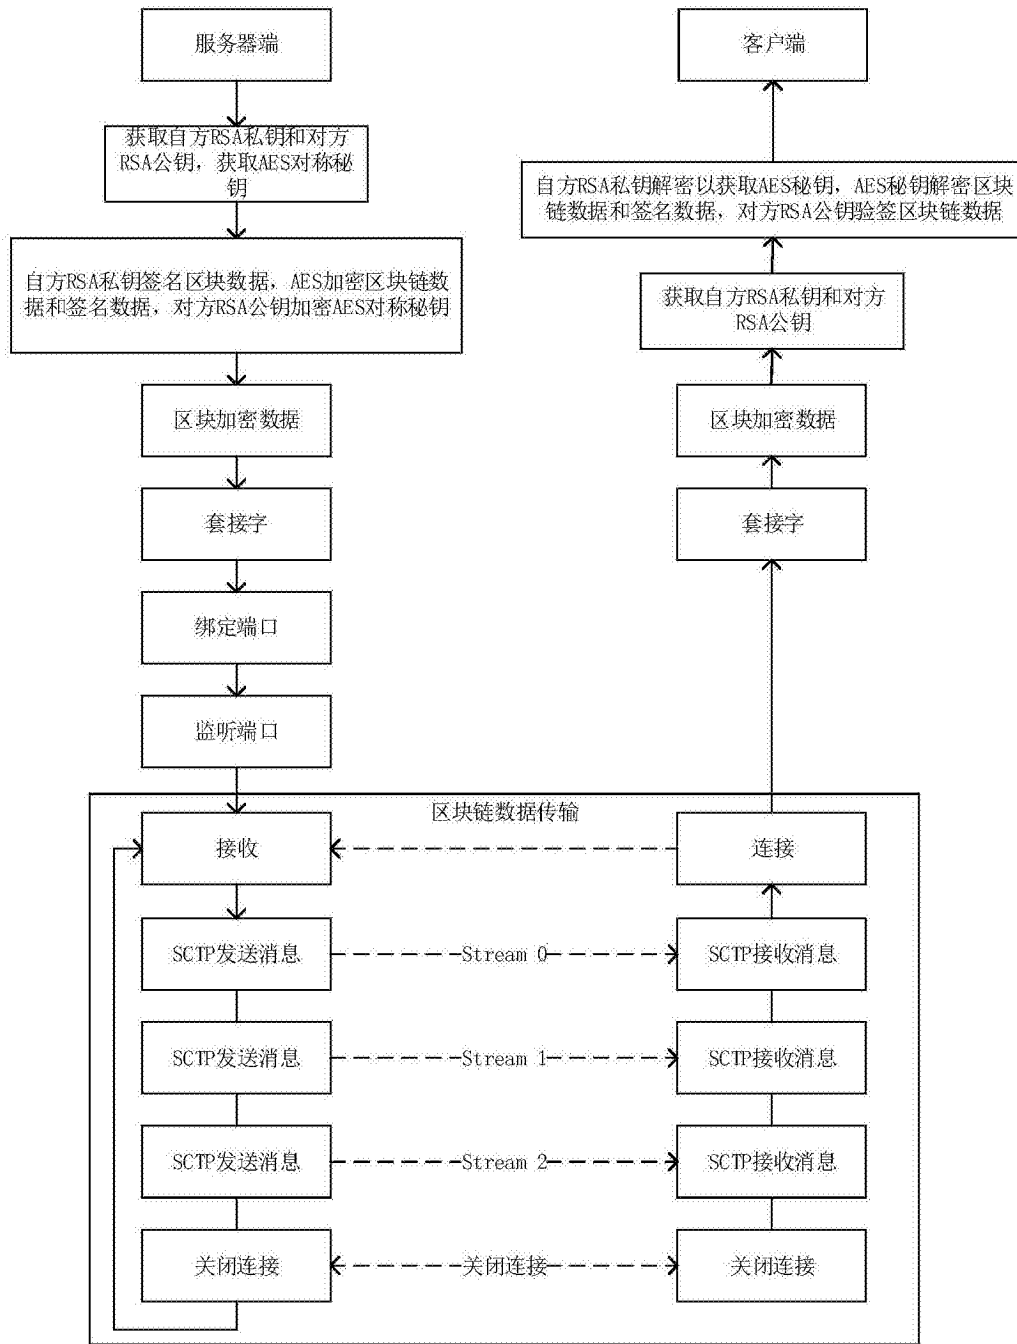 服务器端
获取自方RSA私钥和对方
RSA公钥，获取AES对称秘
钥
自方RSA私钥签名区块数据，AES加密区块链数
据和签名数据，对方RSA公钥加密AES对称秘钥
区块加密数据
套接字
绑定端口
监听端口
客户端
自方RSA私钥解密以获取AES秘钥，AES秘钥解密区块
链数据和签名数据，对方RSA公钥验签区块链数据
获取自方RSA私钥和对方
RSA公钥
区块加密数据
套接字
区块链数据传输
接收
连接
SCTP发送消息
Stream 0
SCTP接收消息
SCTP发送消息
Stream 1
SCTP接收消息
SCTP发送消息
Stream 2
SCTP接收消息
关闭连接
关闭连接
关闭连接